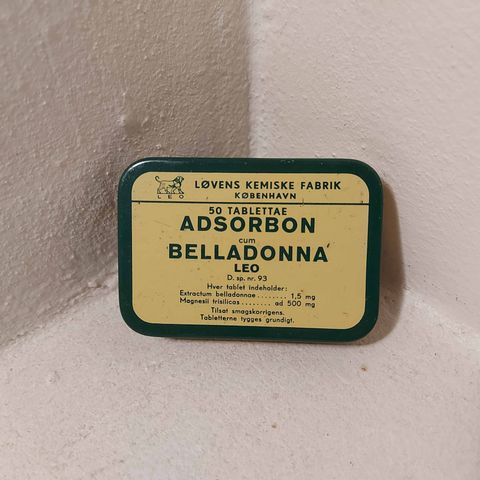 LØVENS KEMISKE FABRIK
KØBENHAVN
LEO
50 TABLETTAE
ADSORBON
cum
BELLADONNA
LEO
D. sp. nr. 93
Hver tablet indeholder:
Extractum belladonnae ........ 1,5 mg
Magnesii trisilicas ......... ad 500 mg
Tilsat smagskorrigens.
Tabletterne tygges grundigt.